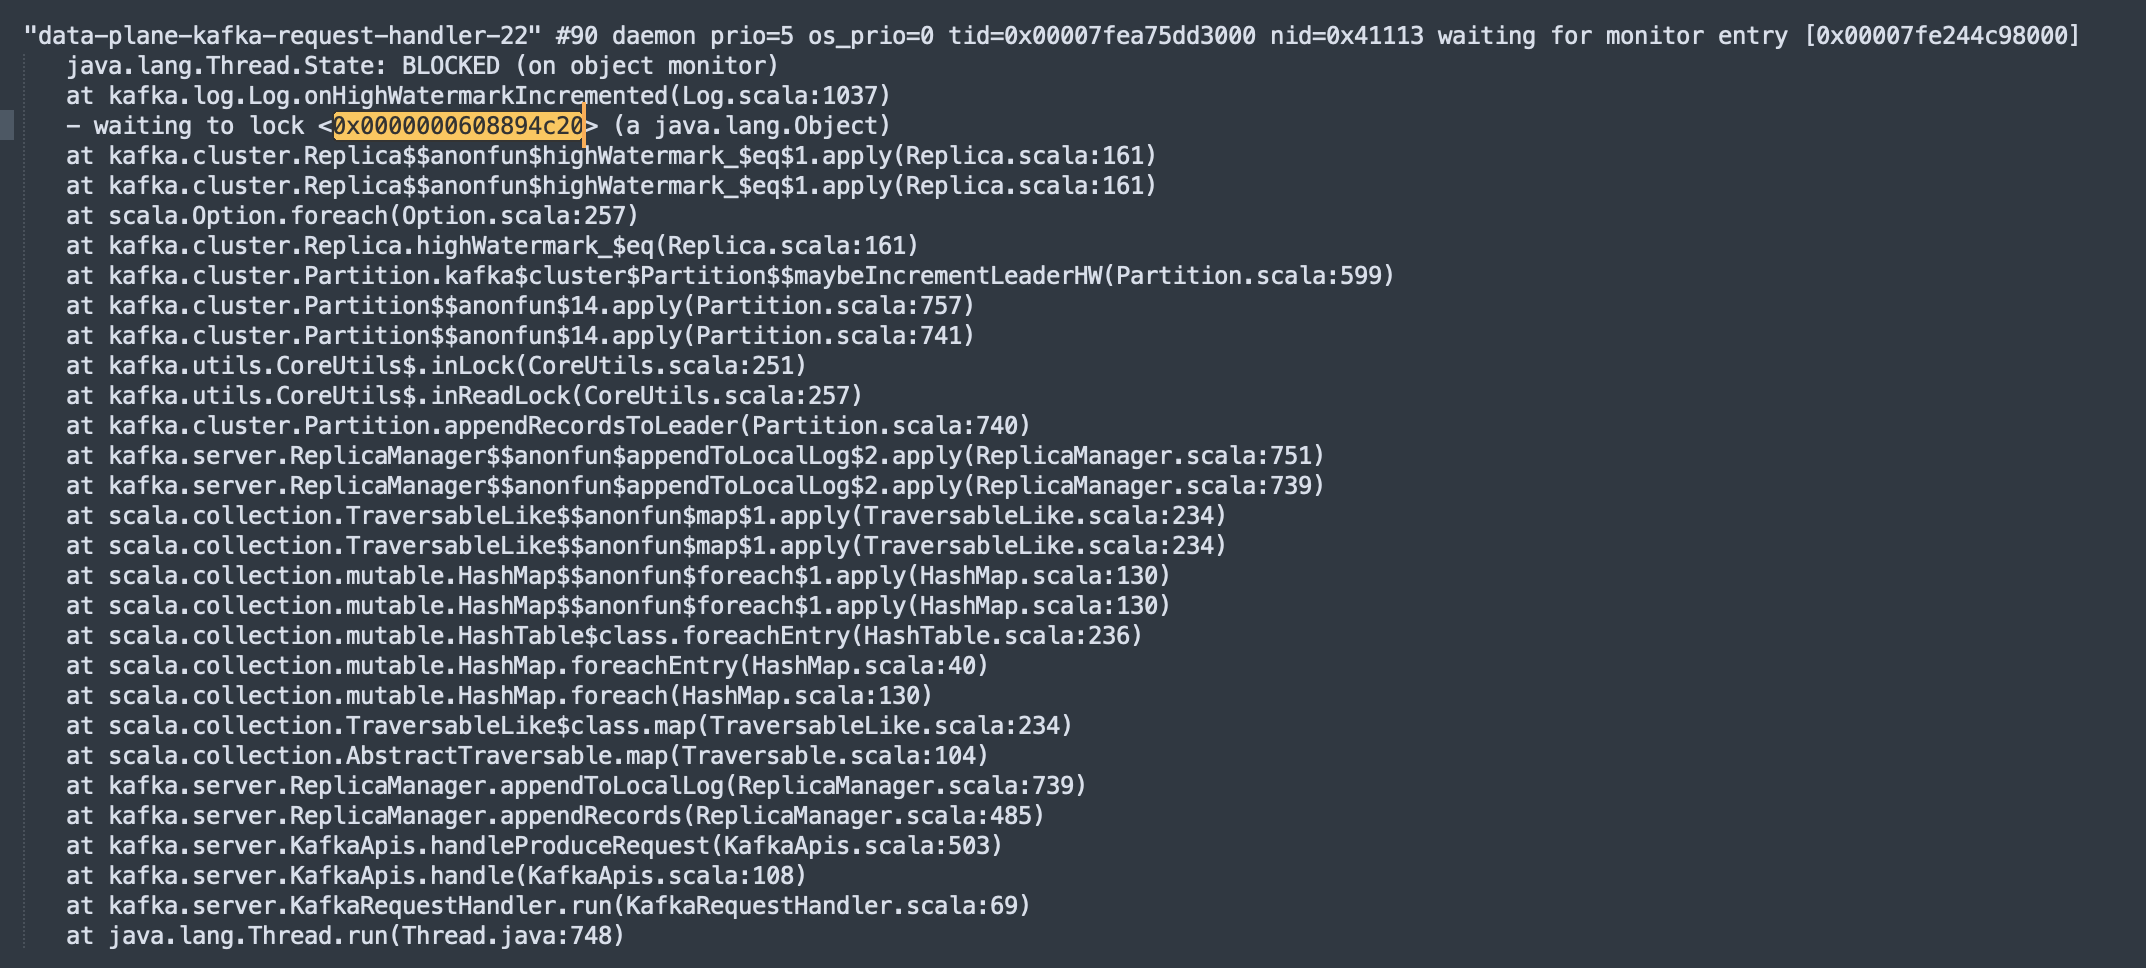 "data-plane-kafka-request-handler-22" #90 daemon prio=5 os_prio=0 tid=0x00007fea75dd3000 nid=0x41113 waiting for monitor entry [0x00007fe244c98000]
java.lang.Thread.State: BLOCKED (on object monitor)
at kafka.log.Log.onHighWatermarkIncremented(Log.scala:1037)
- waiting to lock <0x0000000608894c20> (a java.lang.Object)
at kafka.cluster.Replica$$anonfun$highWatermark_$eq$1.apply(Replica.scala:161)
at kafka.cluster.Replica$$anonfun$highWatermark_$eq$1.apply(Replica.scala:161)
at scala.Option.foreach(Option.scala:257)
at kafka.cluster.Replica.highWatermark_$eq(Replica.scala:161)
at kafka.cluster.Partition.kafka$cluster$Partition$$maybeIncrementLeaderHW(Partition.scala:599)
at kafka.cluster.Partition$$anonfun$14.apply(Partition.scala:757)
at kafka.cluster.Partition$$anonfun$14.apply(Partition.scala:741)
at kafka.utils.CoreUtils$.inLock(CoreUtils.scala:251)
at kafka.utils.CoreUtils$.inReadLock(CoreUtils.scala:257)
at kafka.cluster.Partition.appendRecordsToLeader(Partition.scala:740)
at kafka.server.ReplicaManager$$anonfun$appendToLocalLog$2.apply(ReplicaManager.scala:751)
at kafka.server.ReplicaManager$$anonfun$appendToLocalLog$2.apply(ReplicaManager.scala:739)
at scala.collection.TraversableLike$$anonfun$map$1.apply(TraversableLike.scala:234)
at scala.collection.TraversableLike$$anonfun$map$1.apply(TraversableLike.scala:234)
at scala.collection.mutable.HashMap$$anonfun$foreach$1.apply(HashMap.scala:130)
at scala.collection.mutable.HashMap$$anonfun$foreach$1.apply(HashMap.scala:130)
at scala.collection.mutable.HashTable$class.foreachEntry(HashTable.scala:236)
at scala.collection.mutable.HashMap.foreachEntry(HashMap.scala:40)
at scala.collection.mutable.HashMap.foreach(HashMap.scala:130)
at scala.collection.TraversableLike$class.map(TraversableLike.scala:234)
at scala.collection.AbstractTraversable.map(Traversable.scala:104)
at kafka.server.ReplicaManager.appendToLocalLog(ReplicaManager.scala:739)
at kafka.server.ReplicaManager.appendRecords(ReplicaManager.scala:485)
at kafka.server.KafkaApis.handleProduceRequest(KafkaApis.scala:503)
at kafka.server.KafkaApis.handle(KafkaApis.scala:108)
at kafka.server.KafkaRequestHandler.run(KafkaRequestHandler.scala:69)
at java.lang.Thread.run(Thread.java:748)